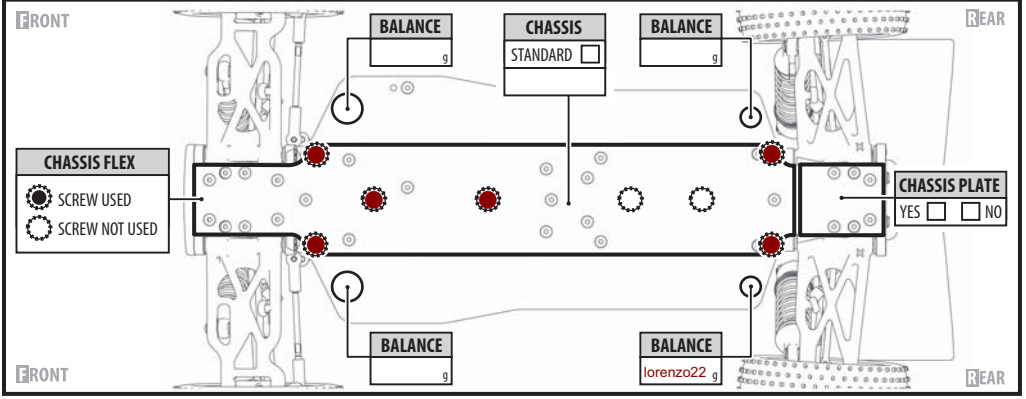 FRONT
BALANCE
g
CHASSIS
STANDARD
BALANCE
g
REAR
CHASSIS FLEX
SCREW USED
SCREW NOT USED
CHASSIS PLATE
YES NO
FRONT
BALANCE
g
BALANCE
lorenzo22 g
REAR